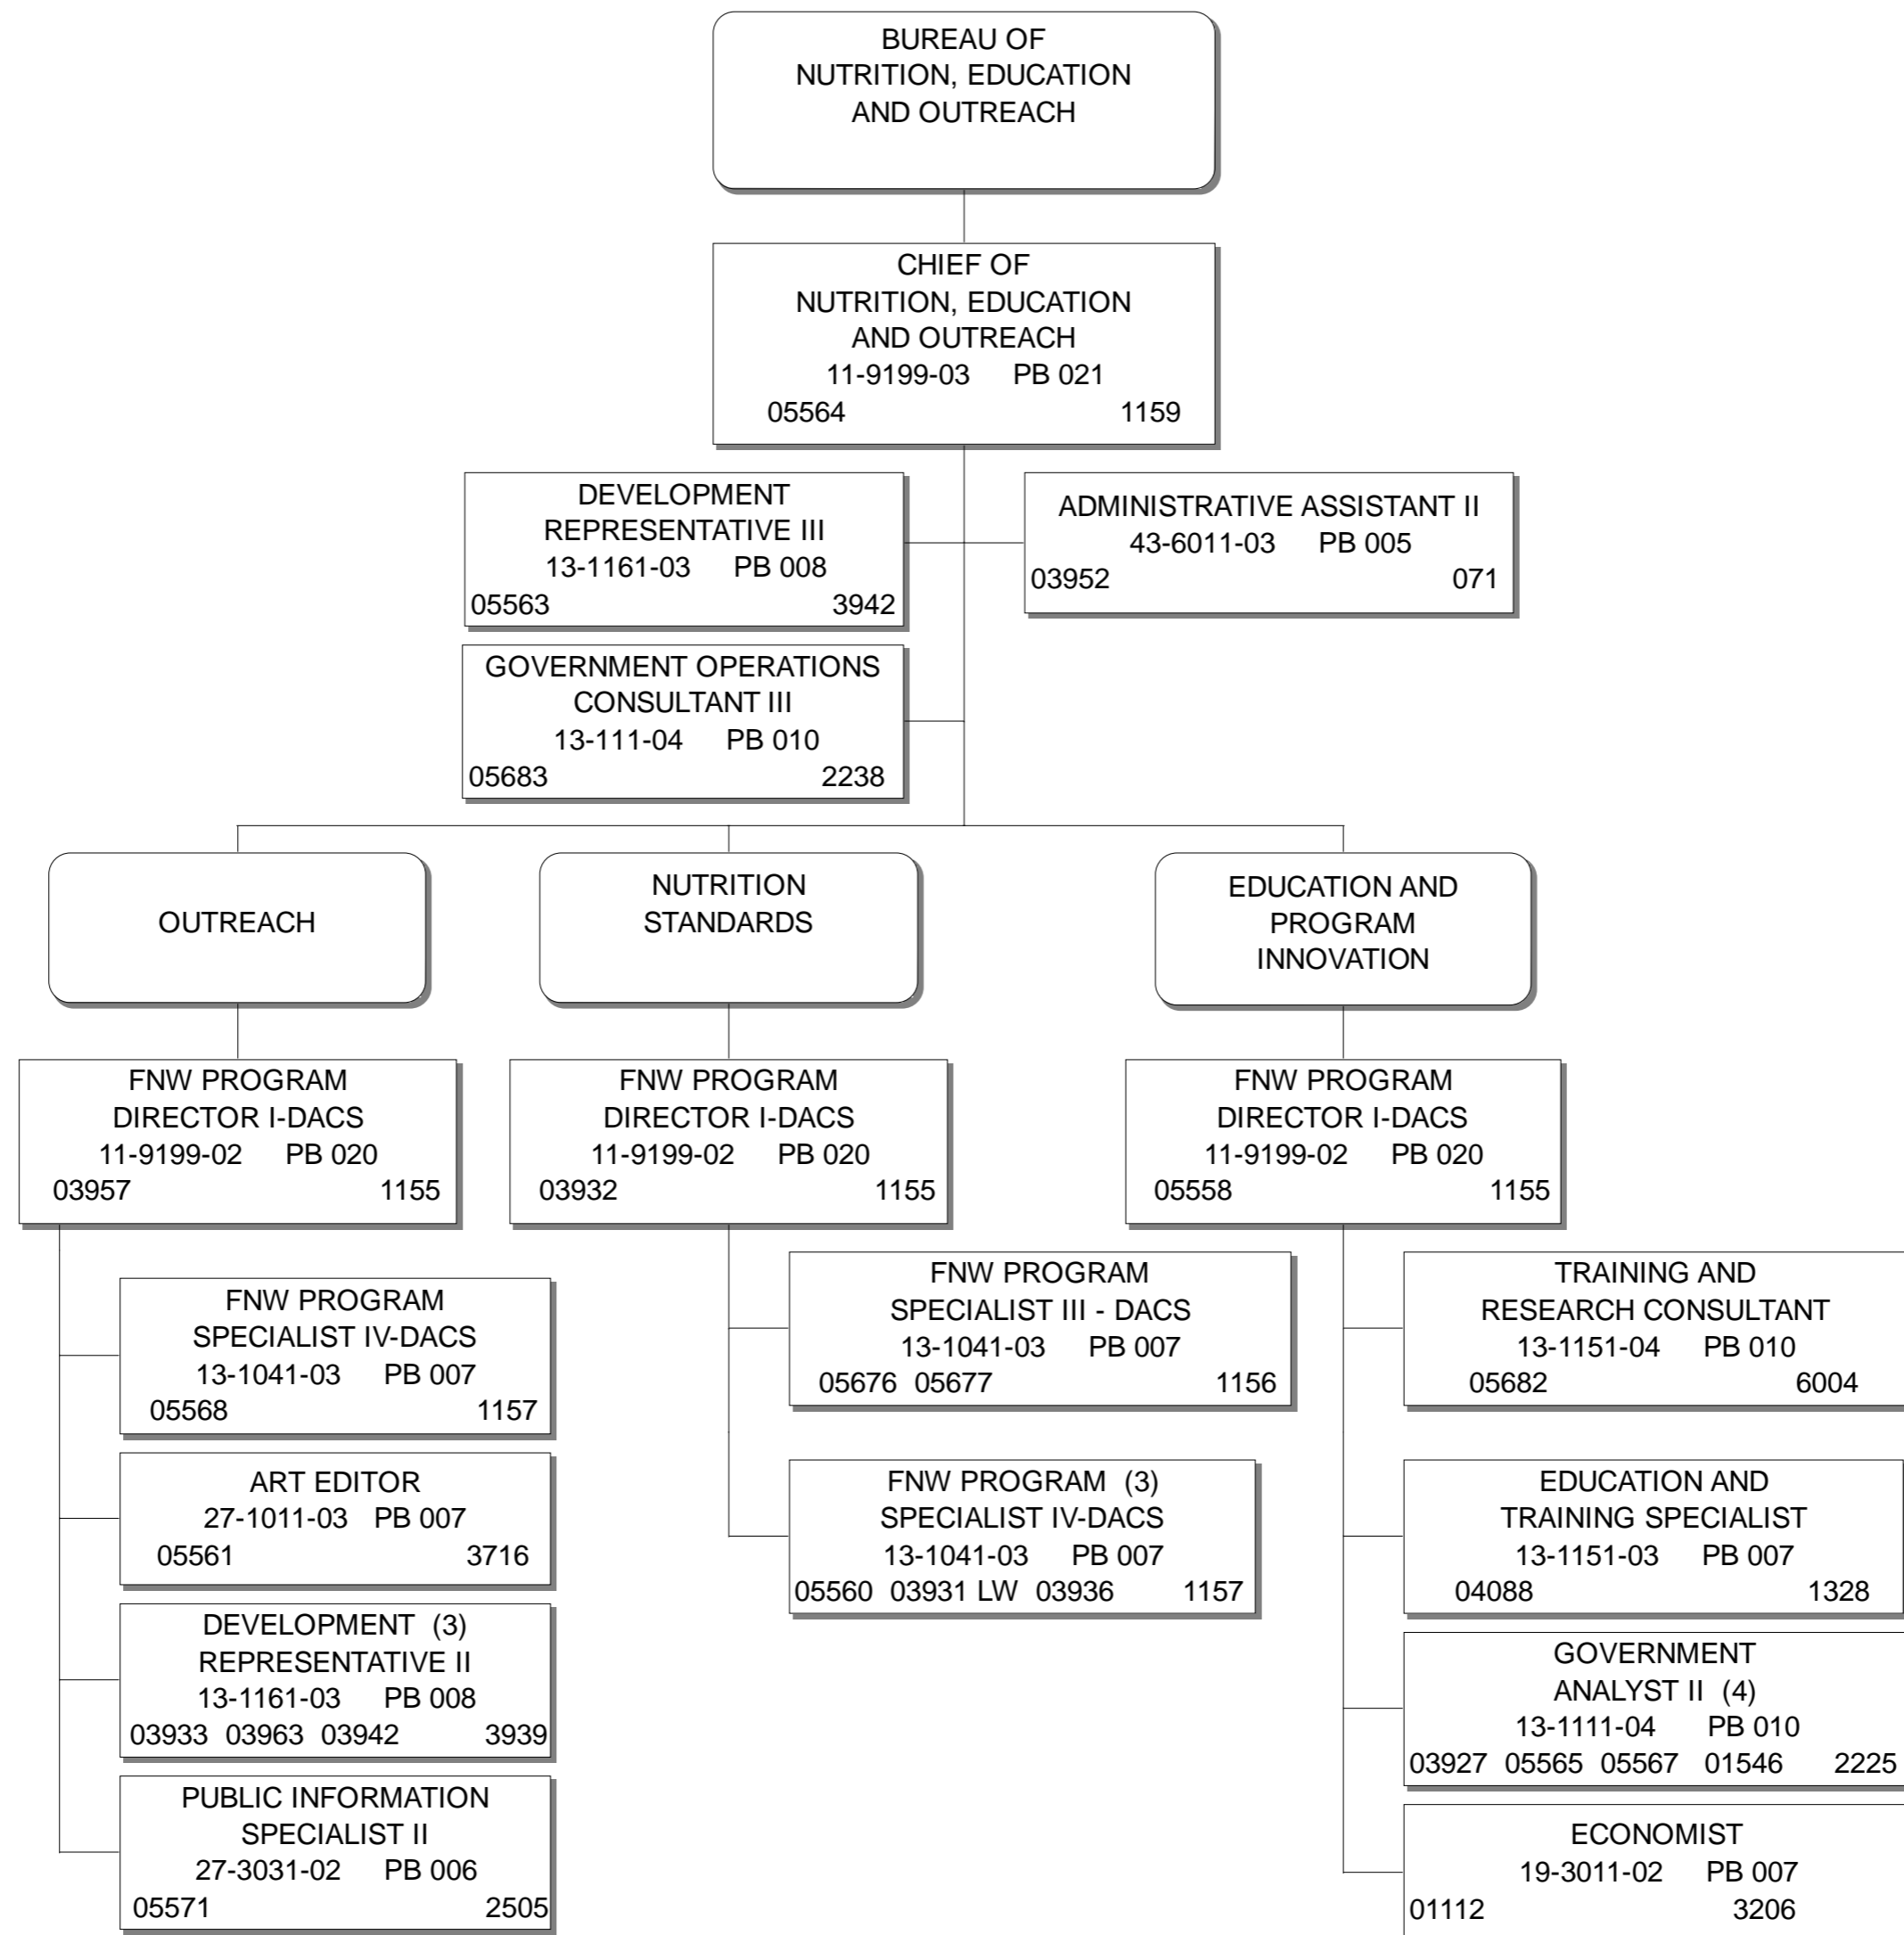 BUREAU OF
NUTRITION, EDUCATION
AND OUTREACH
CHIEF OF
NUTRITION, EDUCATION
AND OUTREACH
11-9199-03 PB 021
05564 1159
DEVELOPMENT
REPRESENTATIVE III
13-1161-03 PB 008
05563 3942
ADMINISTRATIVE ASSISTANT II
43-6011-03 PB 005
03952 071
GOVERNMENT OPERATIONS
CONSULTANT III
13-111-04 PB 010
05683 2238
OUTREACH
NUTRITION
STANDARDS
EDUCATION AND
PROGRAM
INNOVATION
FNW PROGRAM
DIRECTOR I-DACS
11-9199-02 PB 020
03957 1155
FNW PROGRAM
DIRECTOR I-DACS
11-9199-02 PB 020
03932 1155
FNW PROGRAM
DIRECTOR I-DACS
11-9199-02 PB 020
05558 1155
FNW PROGRAM
SPECIALIST IV-DACS
13-1041-03 PB 007
05568 1157
ART EDITOR
27-1011-03 PB 007
05561 3716
DEVELOPMENT (3)
REPRESENTATIVE II
13-1161-03 PB 008
03933 03963 03942 3939
PUBLIC INFORMATION
SPECIALIST II
27-3031-02 PB 006
05571 2505
FNW PROGRAM
SPECIALIST III - DACS
13-1041-03 PB 007
05676 05677 1156
FNW PROGRAM (3)
SPECIALIST IV-DACS
13-1041-03 PB 007
05560 03931 LW 03936 1157
TRAINING AND
RESEARCH CONSULTANT
13-1151-04 PB 010
05682 6004
EDUCATION AND
TRAINING SPECIALIST
13-1151-03 PB 007
04088 1328
GOVERNMENT
ANALYST II (4)
13-1111-04 PB 010
03927 05565 05567 01546 2225
ECONOMIST
19-3011-02 PB 007
01112 3206